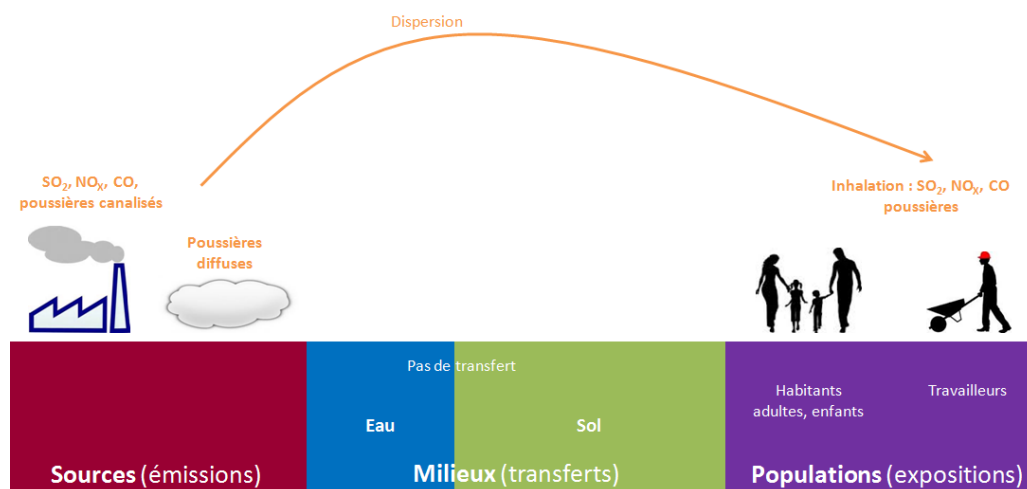 Dispersion
SO₂, NOₓ, CO,
poussières canalisés
Poussières
diffuses
Inhalation : SO₂, NOₓ, CO
poussières
Pas de transfert
Eau
Sol
Habitants
adultes, enfants
Travailleurs
Sources (émissions)
Milieux (transferts)
Populations (expositions)